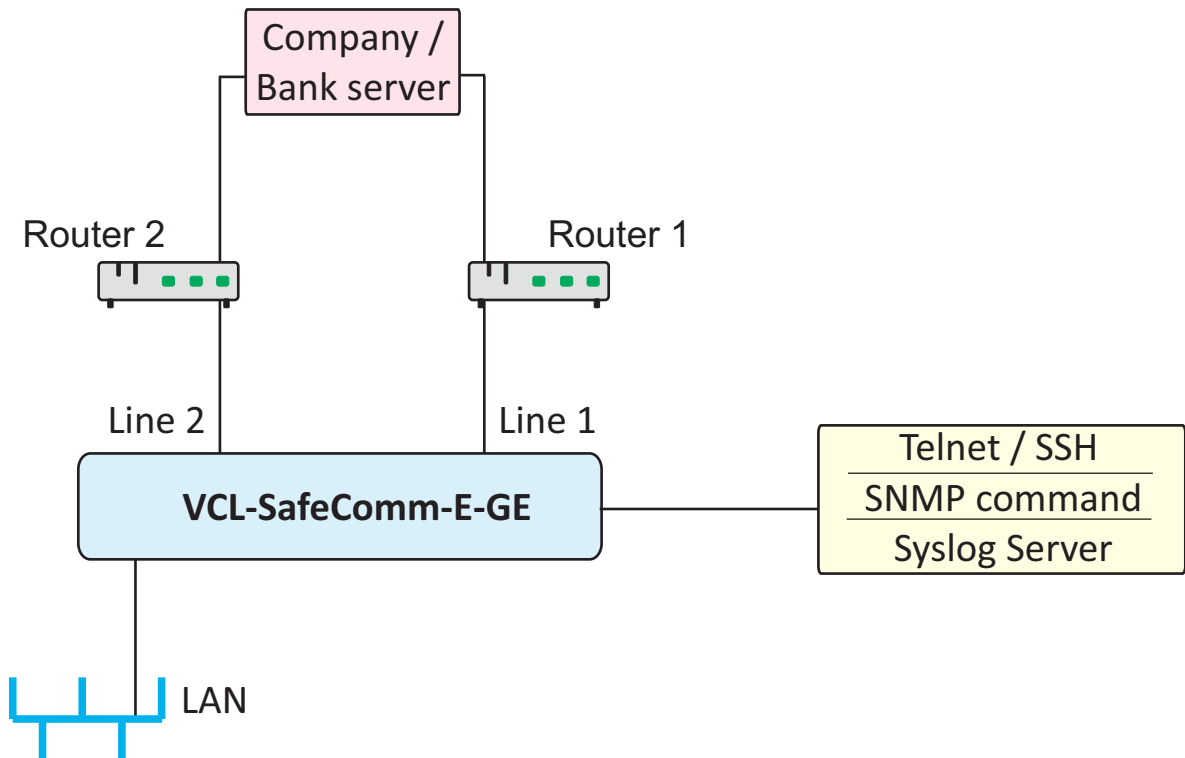 Company /
Bank server
Router 2
Router 1
Line 2
Line 1
VCL-SafeComm-E-GE
Telnet / SSH
SNMP command
Syslog Server
LAN